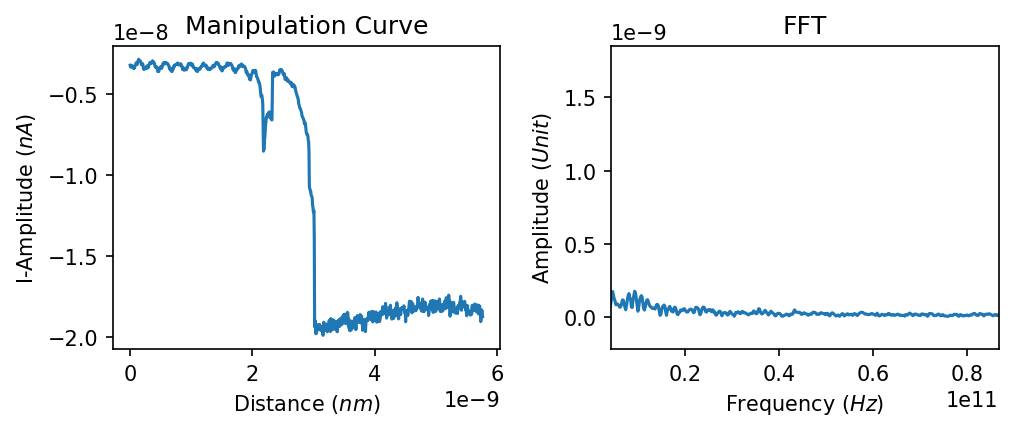 Manipulation Curve
1e−8
−0.5
−1.0
−1.5
−2.0
I-Amplitude (nA)
0 2 4 6
1e−9
Distance (nm)
FFT
1e−9
1.5
1.0
0.5
0.0
Amplitude (Unit)
0.2 0.4 0.6 0.8
1e11
Frequency (Hz)